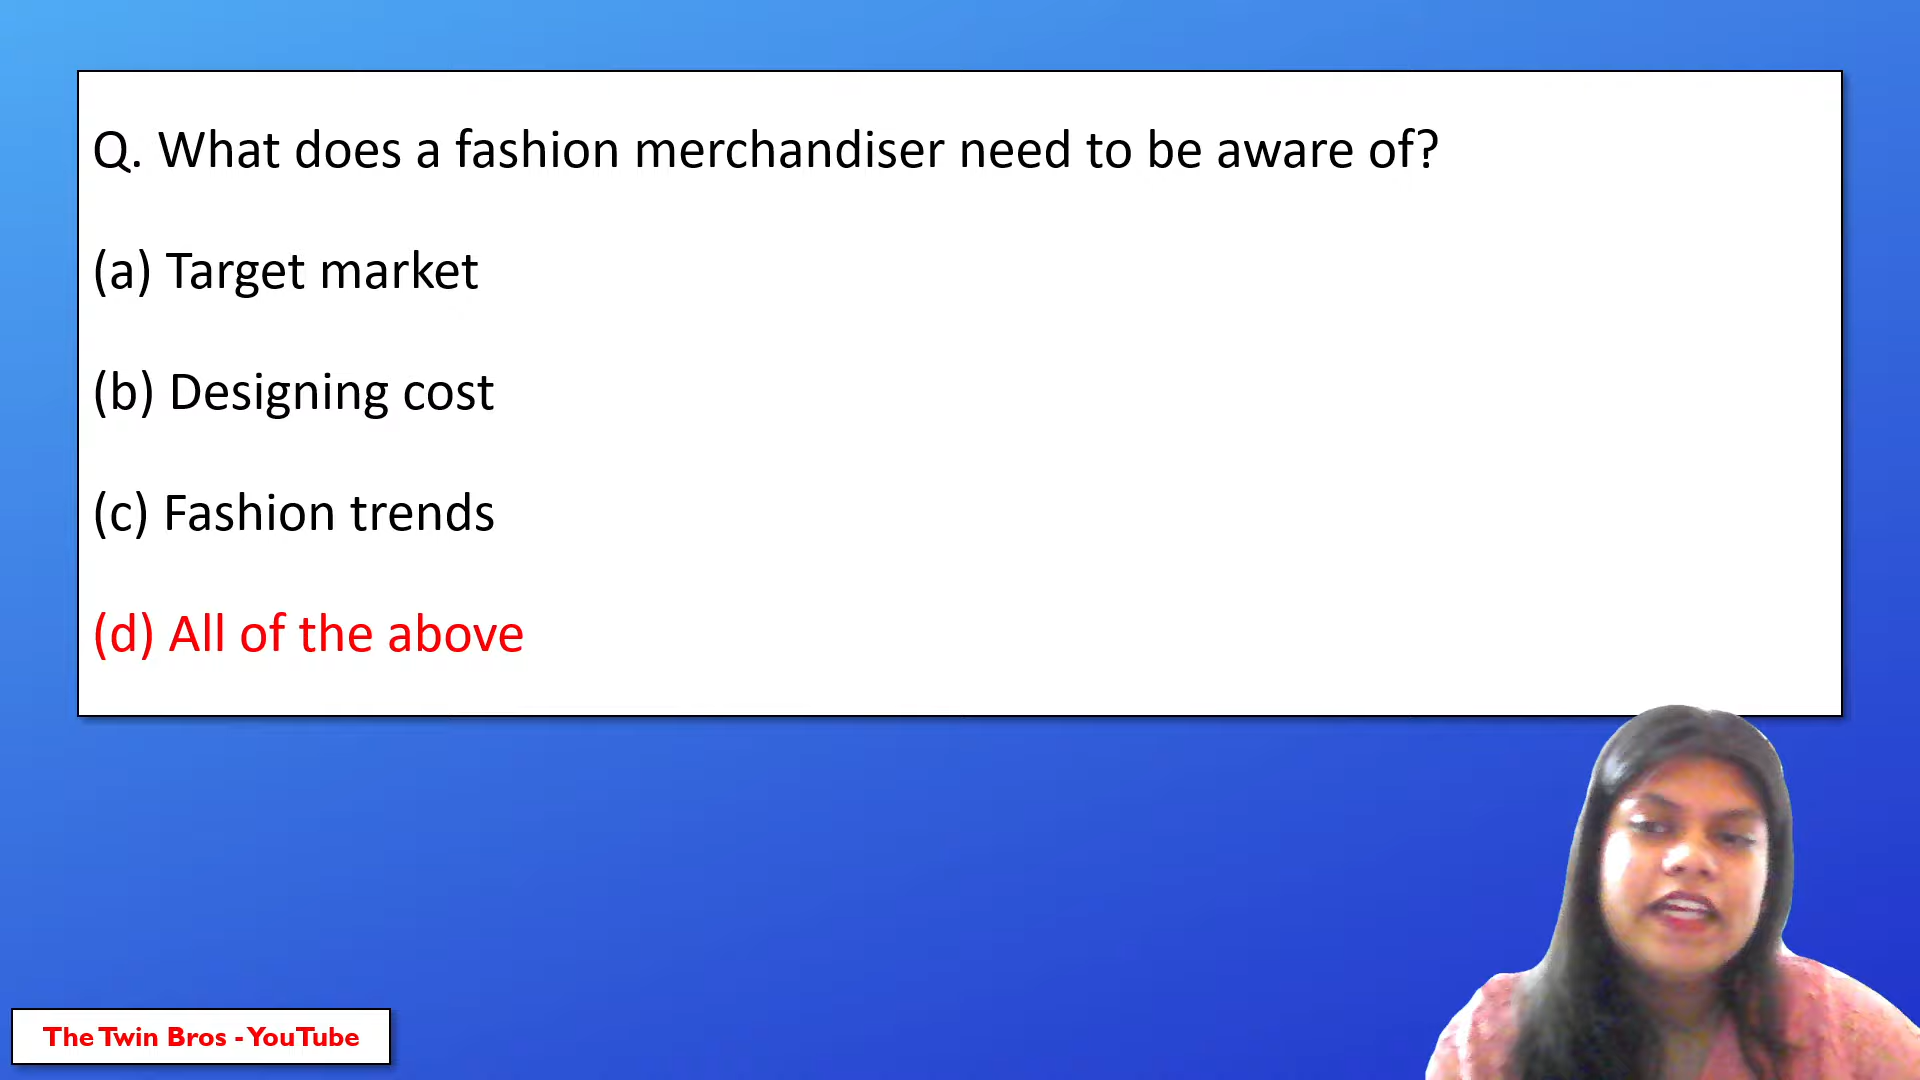 Q. What does a fashion merchandiser need to be aware of?
(a) Target market
(b) Designing cost
(c) Fashion trends
(d) All of the above
The Twin Bros - YouTube